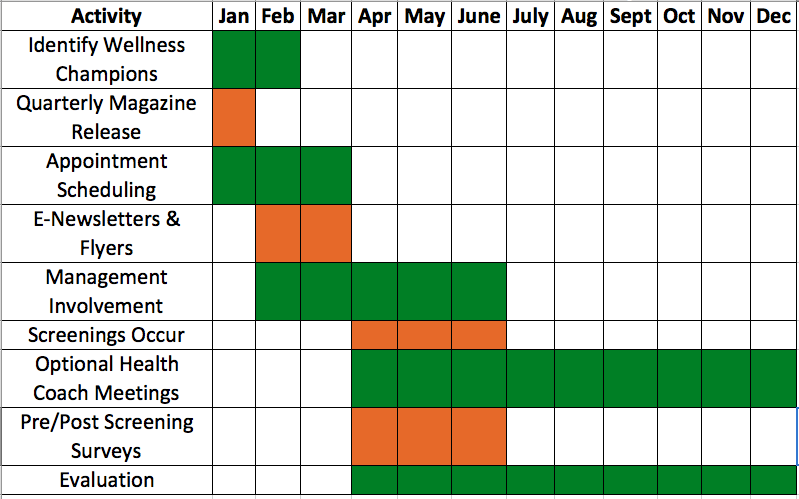 Activity Jan Feb Mar Apr May June July Aug Sept Oct Nov Dec
Identify Wellness
Champions
Quarterly Magazine
Release
Appointment
Scheduling
E-Newsletters &
Flyers
Management
Involvement
Screenings Occur
Optional Health
Coach Meetings
Pre/Post Screening
Surveys
Evaluation